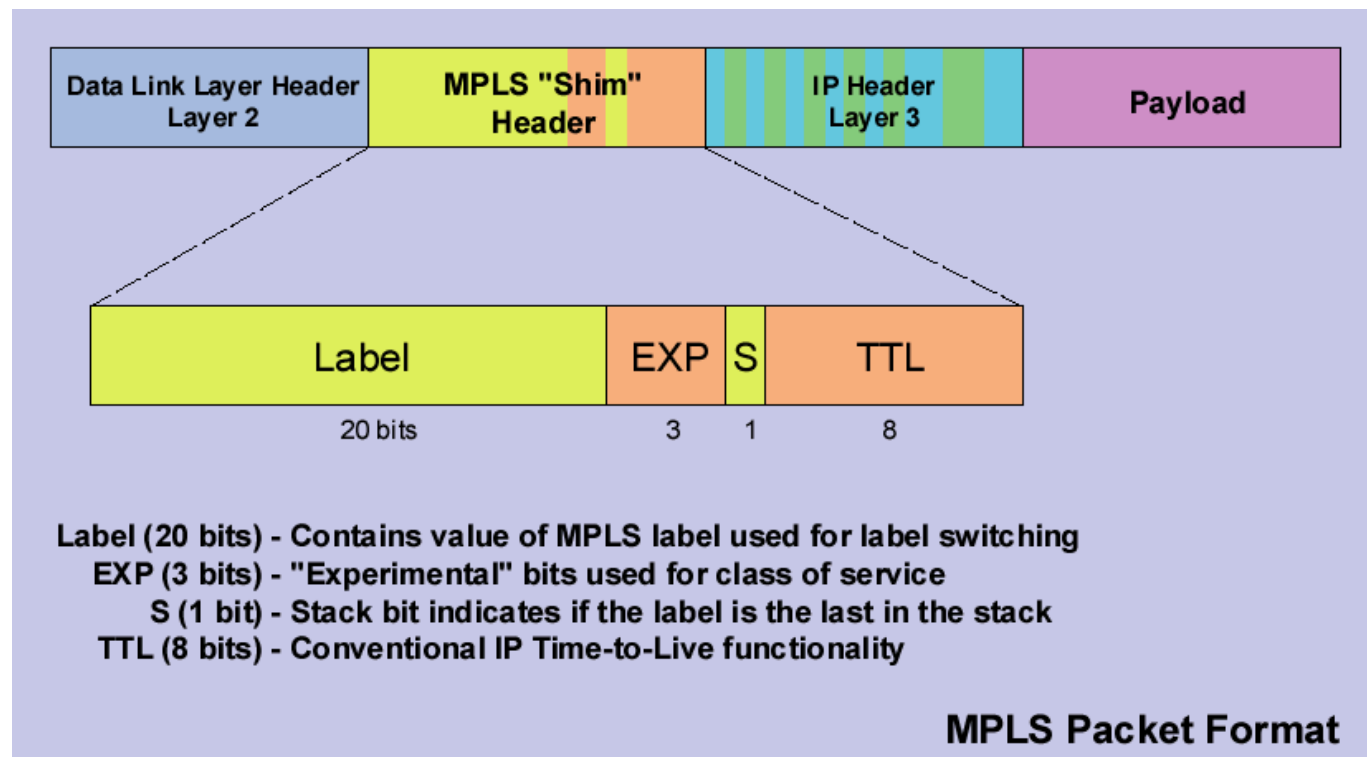 Data Link Layer Header
Layer 2
MPLS "Shim"
Header
IP Header
Layer 3
Payload
Label
EXP
S
TTL
20 bits
3
1
8
Label (20 bits) - Contains value of MPLS label used for label switching
EXP (3 bits) - "Experimental" bits used for class of service
S (1 bit) - Stack bit indicates if the label is the last in the stack
TTL (8 bits) - Conventional IP Time-to-Live functionality
MPLS Packet Format